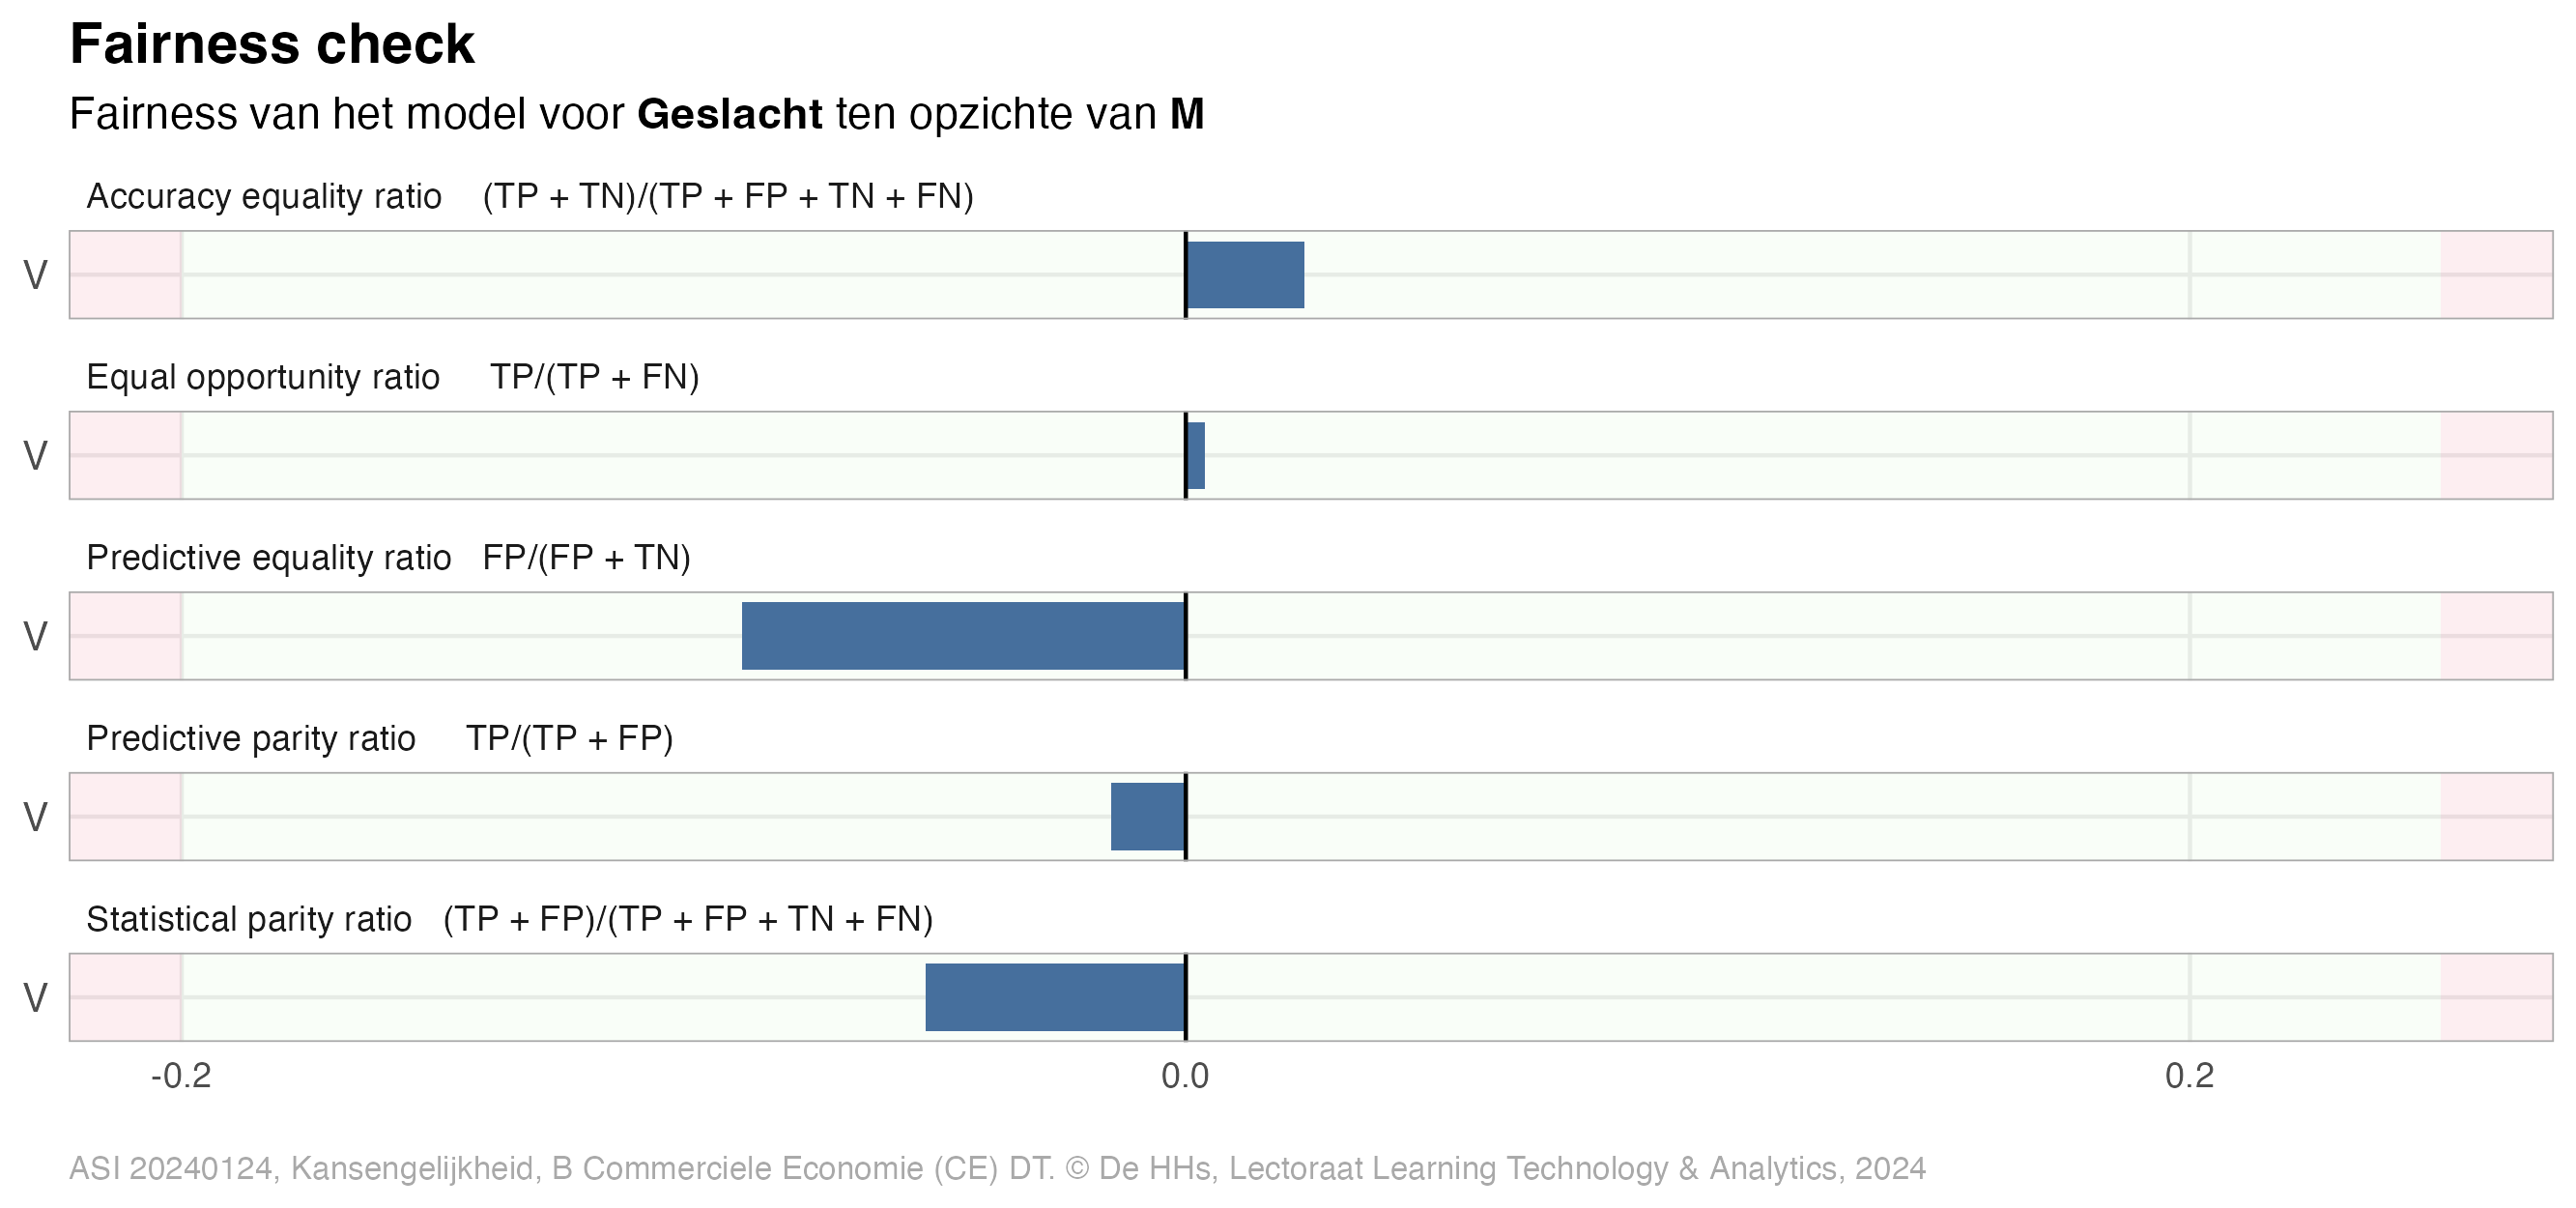 Fairness check
Fairness van het model voor Geslacht ten opzichte van M
Accuracy equality ratio (TP + TN)/(TP + FP + TN + FN)
V
Equal opportunity ratio TP/(TP + FN)
V
Predictive equality ratio FP/(FP + TN)
V
Predictive parity ratio TP/(TP + FP)
V
Statistical parity ratio (TP + FP)/(TP + FP + TN + FN)
V
-0.2 0.0 0.2
ASI 20240124, Kansengelijkheid, B Commerciele Economie (CE) DT. © De HHs, Lectoraat Learning Technology & Analytics, 2024